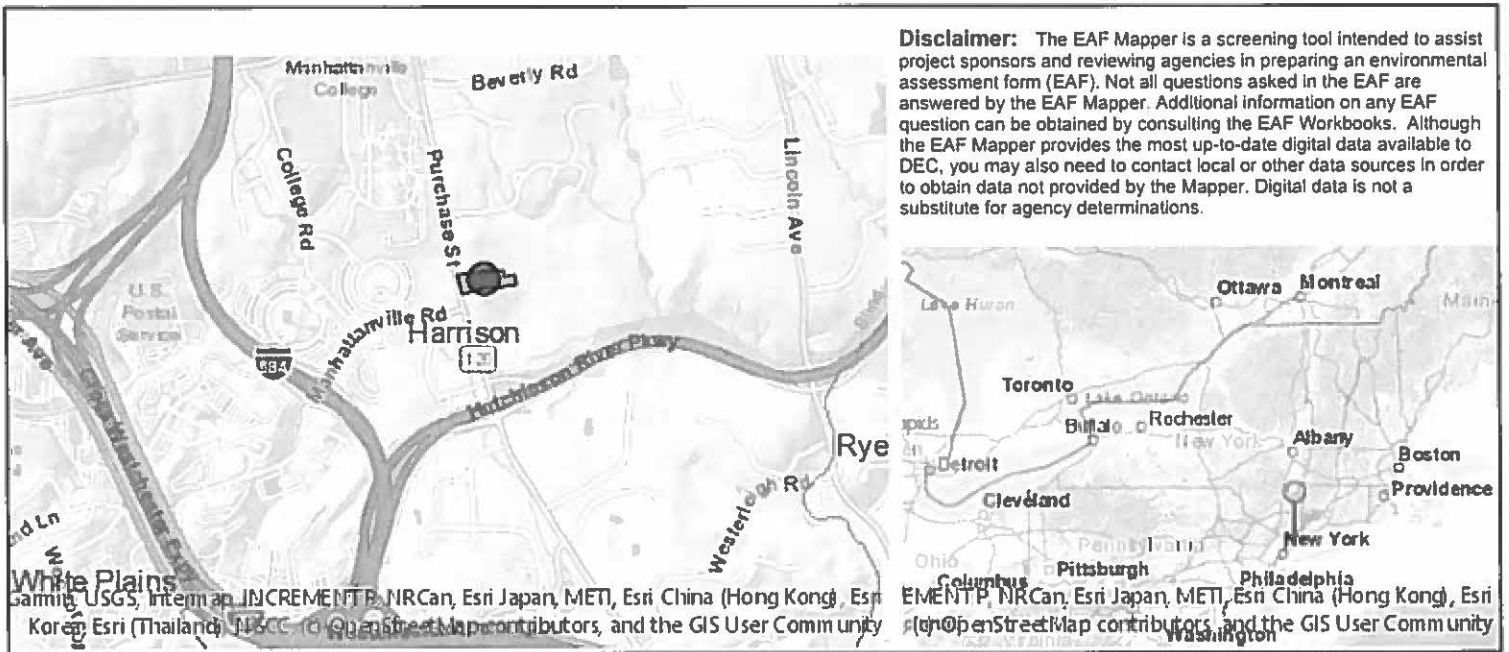 Disclaimer: The EAF Mapper is a screening tool intended to assist
project sponsors and reviewing agencies in preparing an environmental
assessment form (EAF). Not all questions asked in the EAF are
answered by the EAF Mapper. Additional information on any EAF
question can be obtained by consulting the EAF Workbooks. Although
the EAF Mapper provides the most up-to-date digital data available to
DEC, you may also need to contact local or other data sources in order
to obtain data not provided by the Mapper. Digital data is not a
substitute for agency determinations.
Manhattanville
College
Beverly Rd
College Rd
Purchase St
Lincoln Ave
U.S.
Postal
Service
Manhattanville Rd
Harrison
684
Hutchinson River Pkwy
Rye
Westerleigh Rd
White Plains
Garmin, USGS, Intermap, INCREMENT P, NRCan, Esri Japan, METI, Esri China (Hong Kong), Esri
Korea, Esri (Thailand), NGCC, (c) OpenStreetMap contributors, and the GIS User Community
Ottawa
Montreal
Lake Huron
Toronto
Lake Ontario
Buffalo
Rochester
New York
Albany
Boston
Detroit
Providence
Cleveland
New York
Pennsylvania
Ohio
Columbus
Pittsburgh
Philadelphia
EMENT P, NRCan, Esri Japan, METI, Esri China (Hong Kong), Esri
OpenStreetMap contributors, and the GIS User Community
Washington